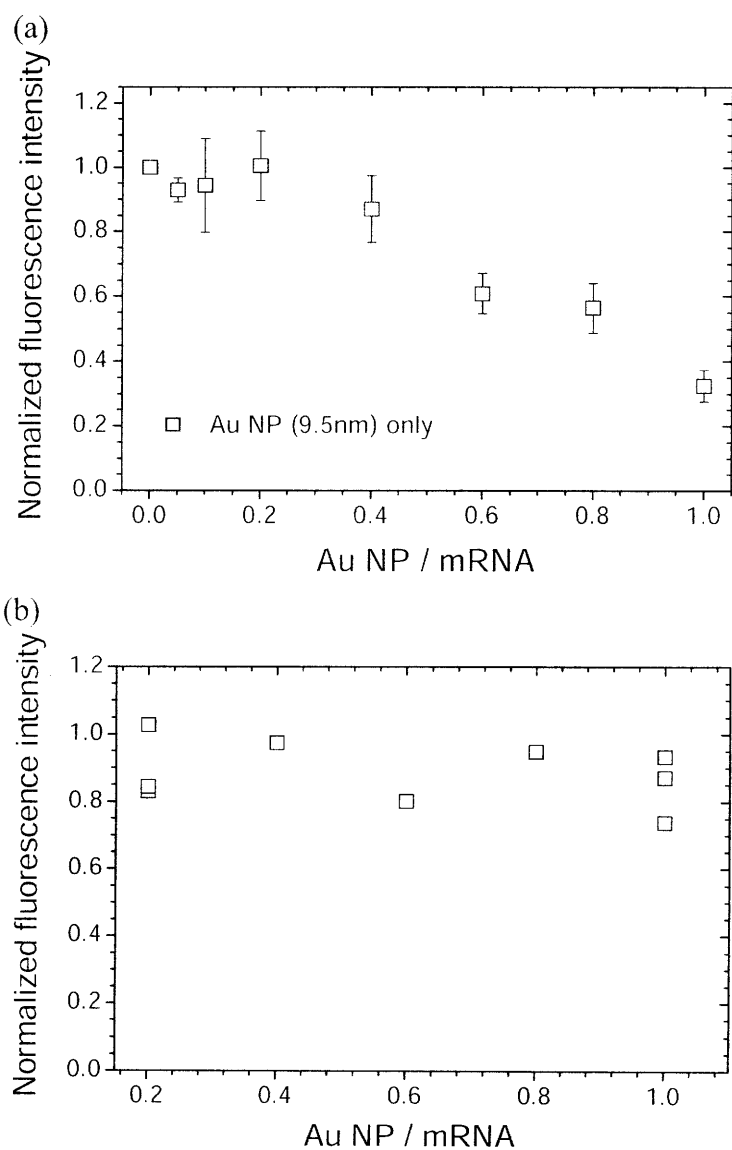 (a)
Normalized fluorescence intensity
1.2
1.0
0.8
0.6
0.4
0.2
0.0
Au NP (9.5nm) only
0.0 0.2 0.4 0.6 0.8 1.0
Au NP / mRNA
(b)
Normalized fluorescence intensity
1.2
1.0
0.8
0.6
0.4
0.2
0.0
0.2 0.4 0.6 0.8 1.0
Au NP / mRNA